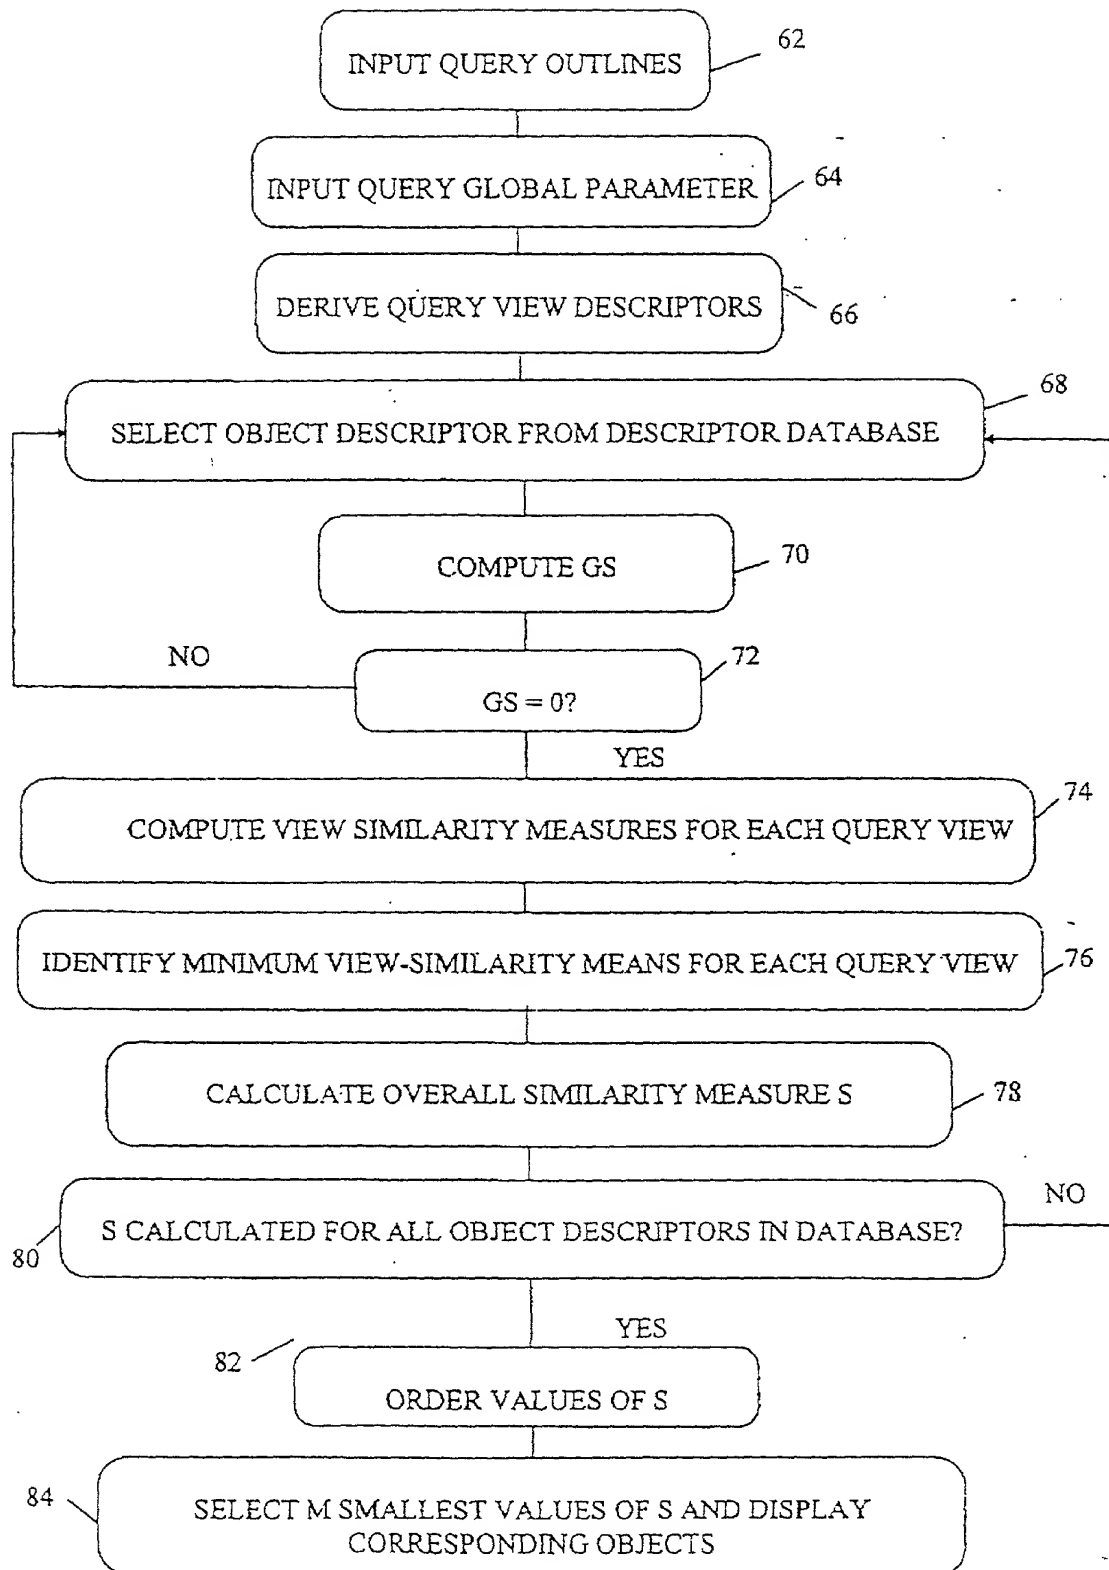 INPUT QUERY OUTLINES
62
INPUT QUERY GLOBAL PARAMETER
64
DERIVE QUERY VIEW DESCRIPTORS
66
SELECT OBJECT DESCRIPTOR FROM DESCRIPTOR DATABASE
68
COMPUTE GS
70
NO
72
GS = 0?
YES
COMPUTE VIEW SIMILARITY MEASURES FOR EACH QUERY VIEW
74
IDENTIFY MINIMUM VIEW-SIMILARITY MEANS FOR EACH QUERY VIEW
76
CALCULATE OVERALL SIMILARITY MEASURE S
78
S CALCULATED FOR ALL OBJECT DESCRIPTORS IN DATABASE?
NO
80
YES
82
ORDER VALUES OF S
84
SELECT M SMALLEST VALUES OF S AND DISPLAY
CORRESPONDING OBJECTS